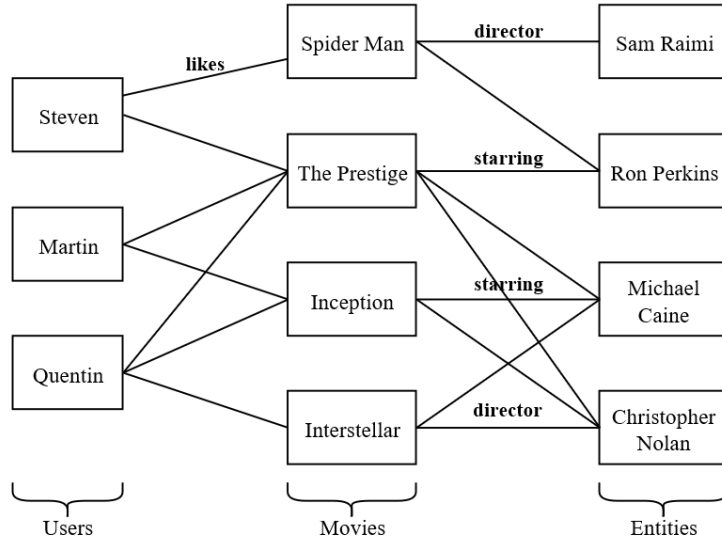 Spider Man
director
Sam Raimi
likes
Steven
The Prestige
starring
Ron Perkins
Martin
Inception
starring
Michael
Caine
Quentin
Interstellar
director
Christopher
Nolan
Users
Movies
Entities